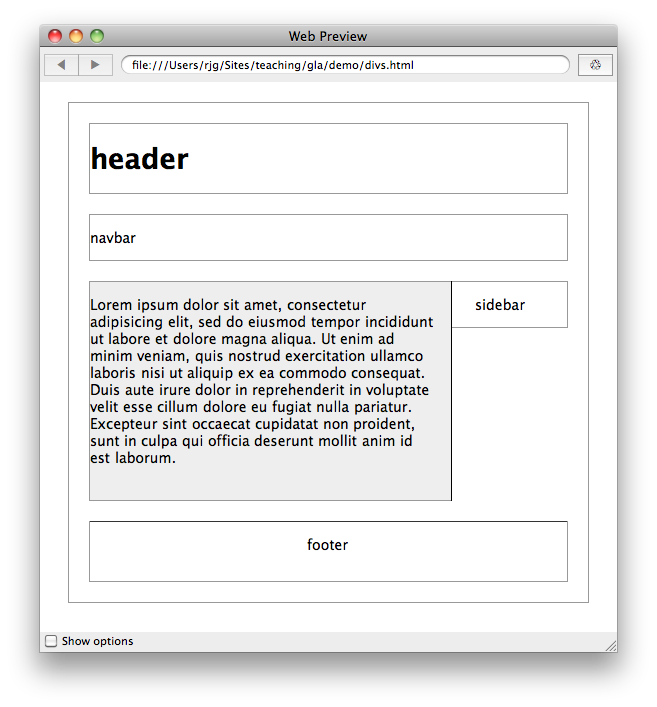 Web Preview
file:///Users/rjg/Sites/teaching/gla/demo/divs.html
header
navbar
Lorem ipsum dolor sit amet, consectetur
adipisicing elit, sed do eiusmod tempor incididunt
ut labore et dolore magna aliqua. Ut enim ad
minim veniam, quis nostrud exercitation ullamco
laboris nisi ut aliquip ex ea commodo consequat.
Duis aute irure dolor in reprehenderit in voluptate
velit esse cillum dolore eu fugiat nulla pariatur.
Excepteur sint occaecat cupidatat non proident,
sunt in culpa qui officia deserunt mollit anim id
est laborum.
sidebar
footer
Show options